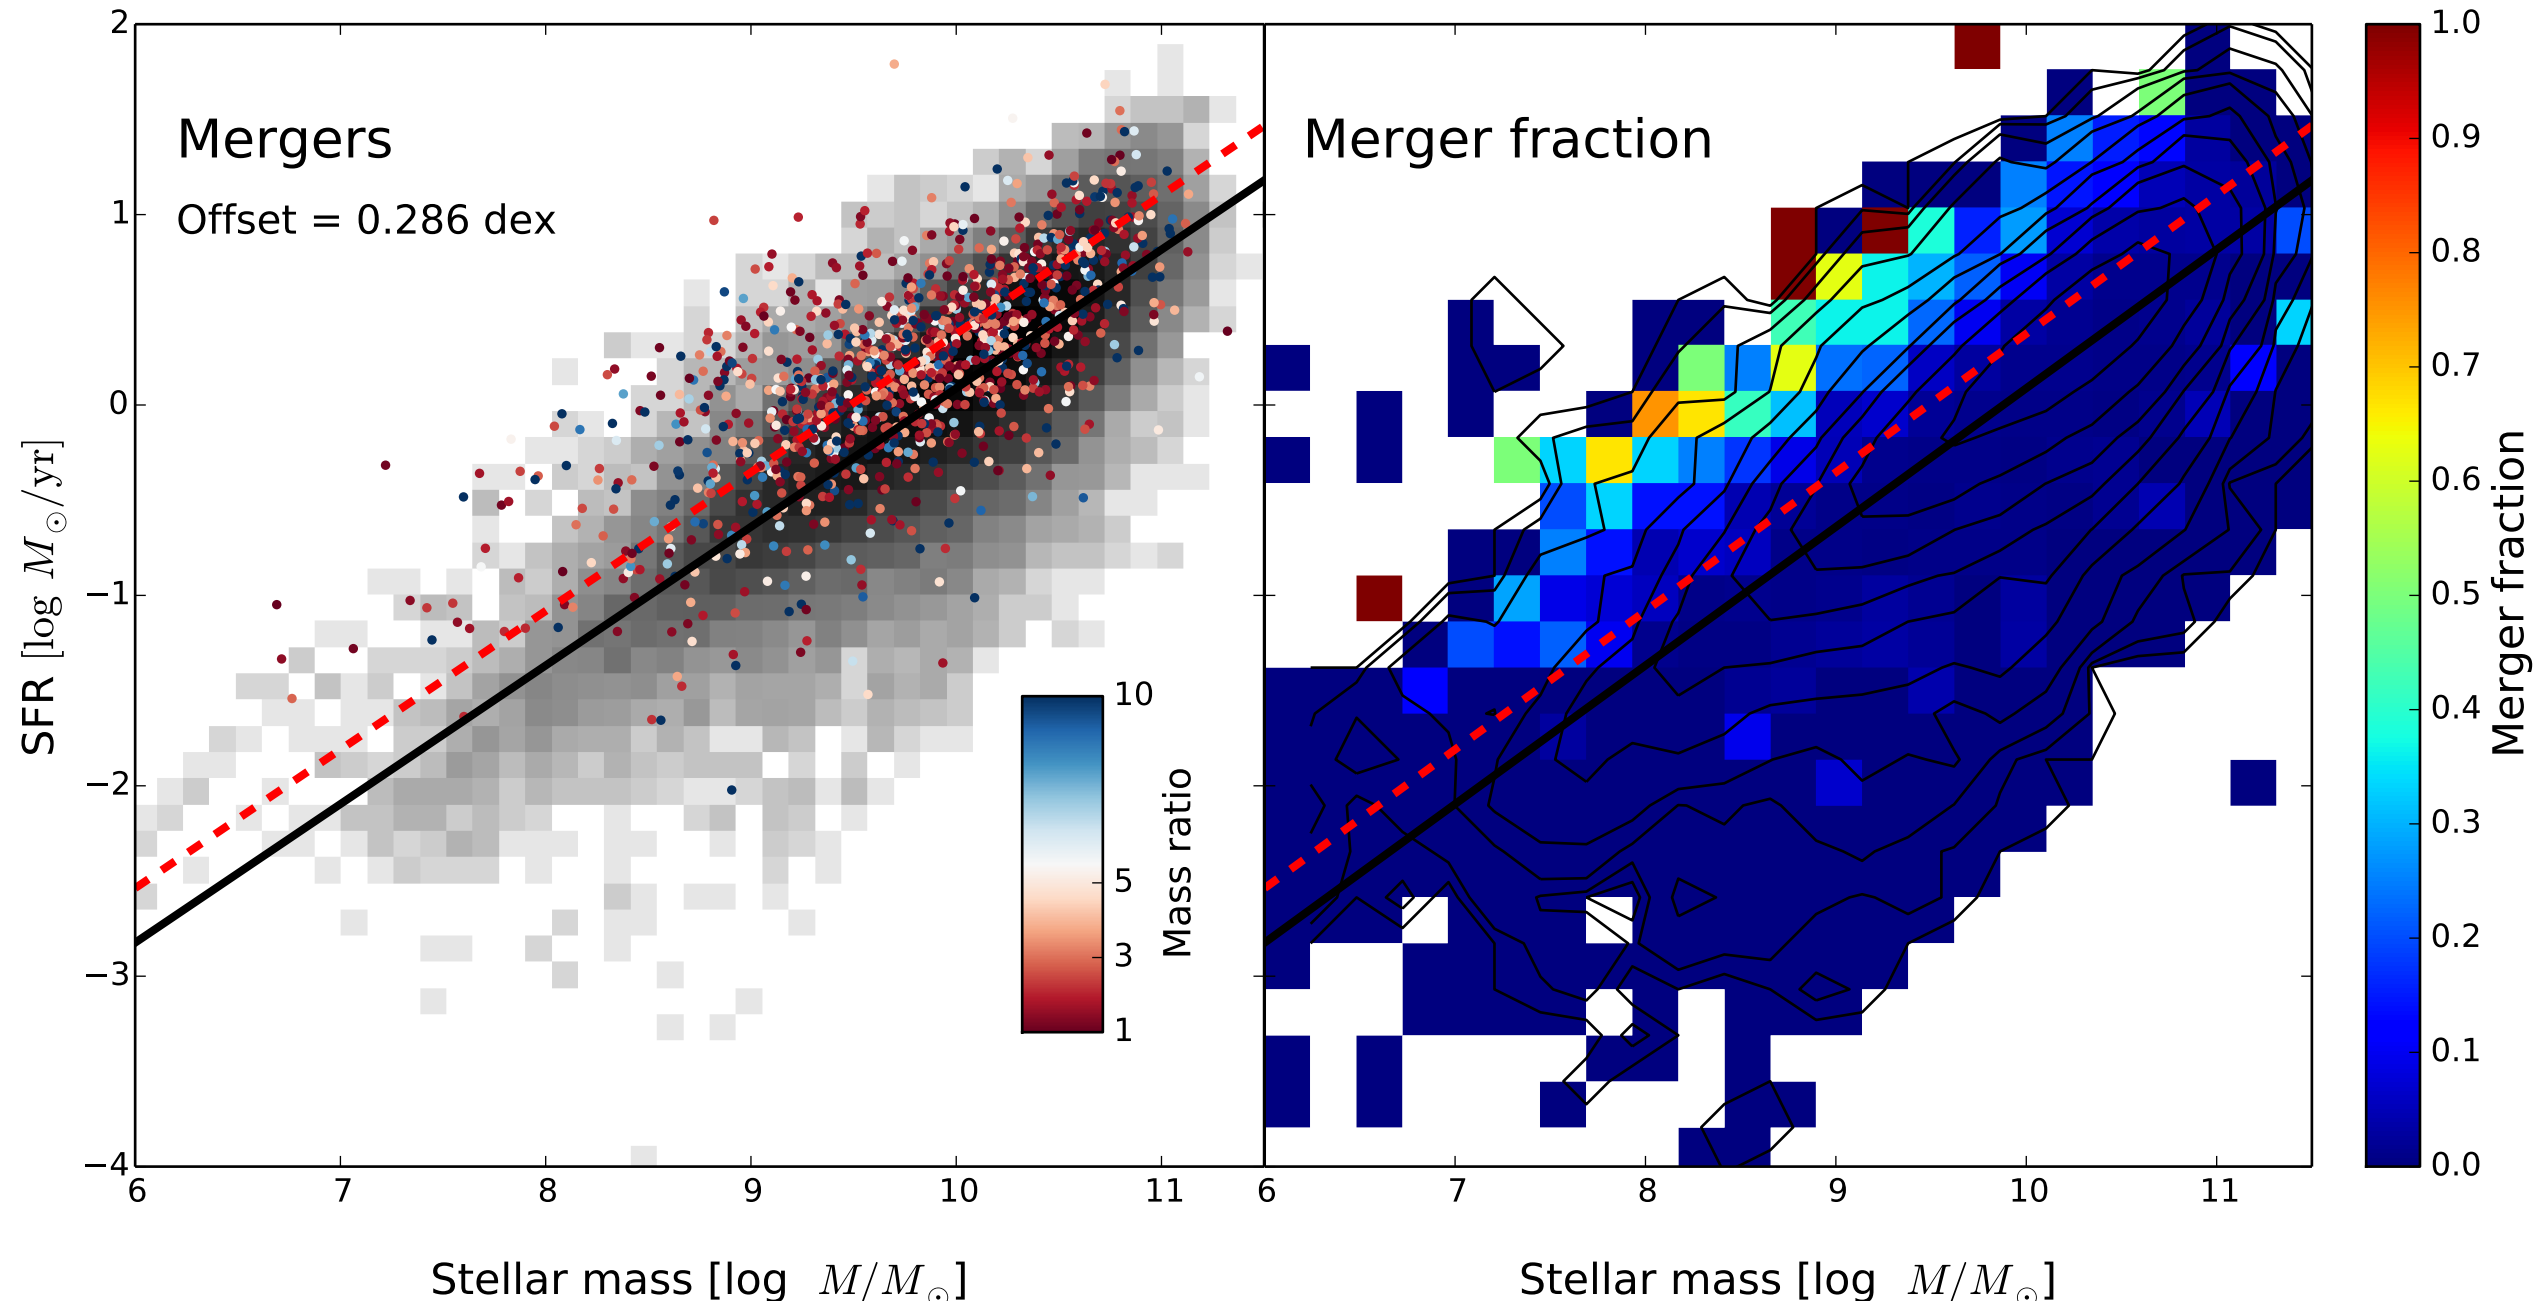 Mergers
Offset = 0.286 dex
SFR [log M⊙/yr]
2
1
0
−1
−2
−3
−4
6 7 8 9 10 11
Stellar mass [log M/M⊙]
10
5
3
1
Mass ratio
Merger fraction
6 7 8 9 10 11
Stellar mass [log M/M⊙]
1.0
0.9
0.8
0.7
0.6
0.5
0.4
0.3
0.2
0.1
0.0
Merger fraction